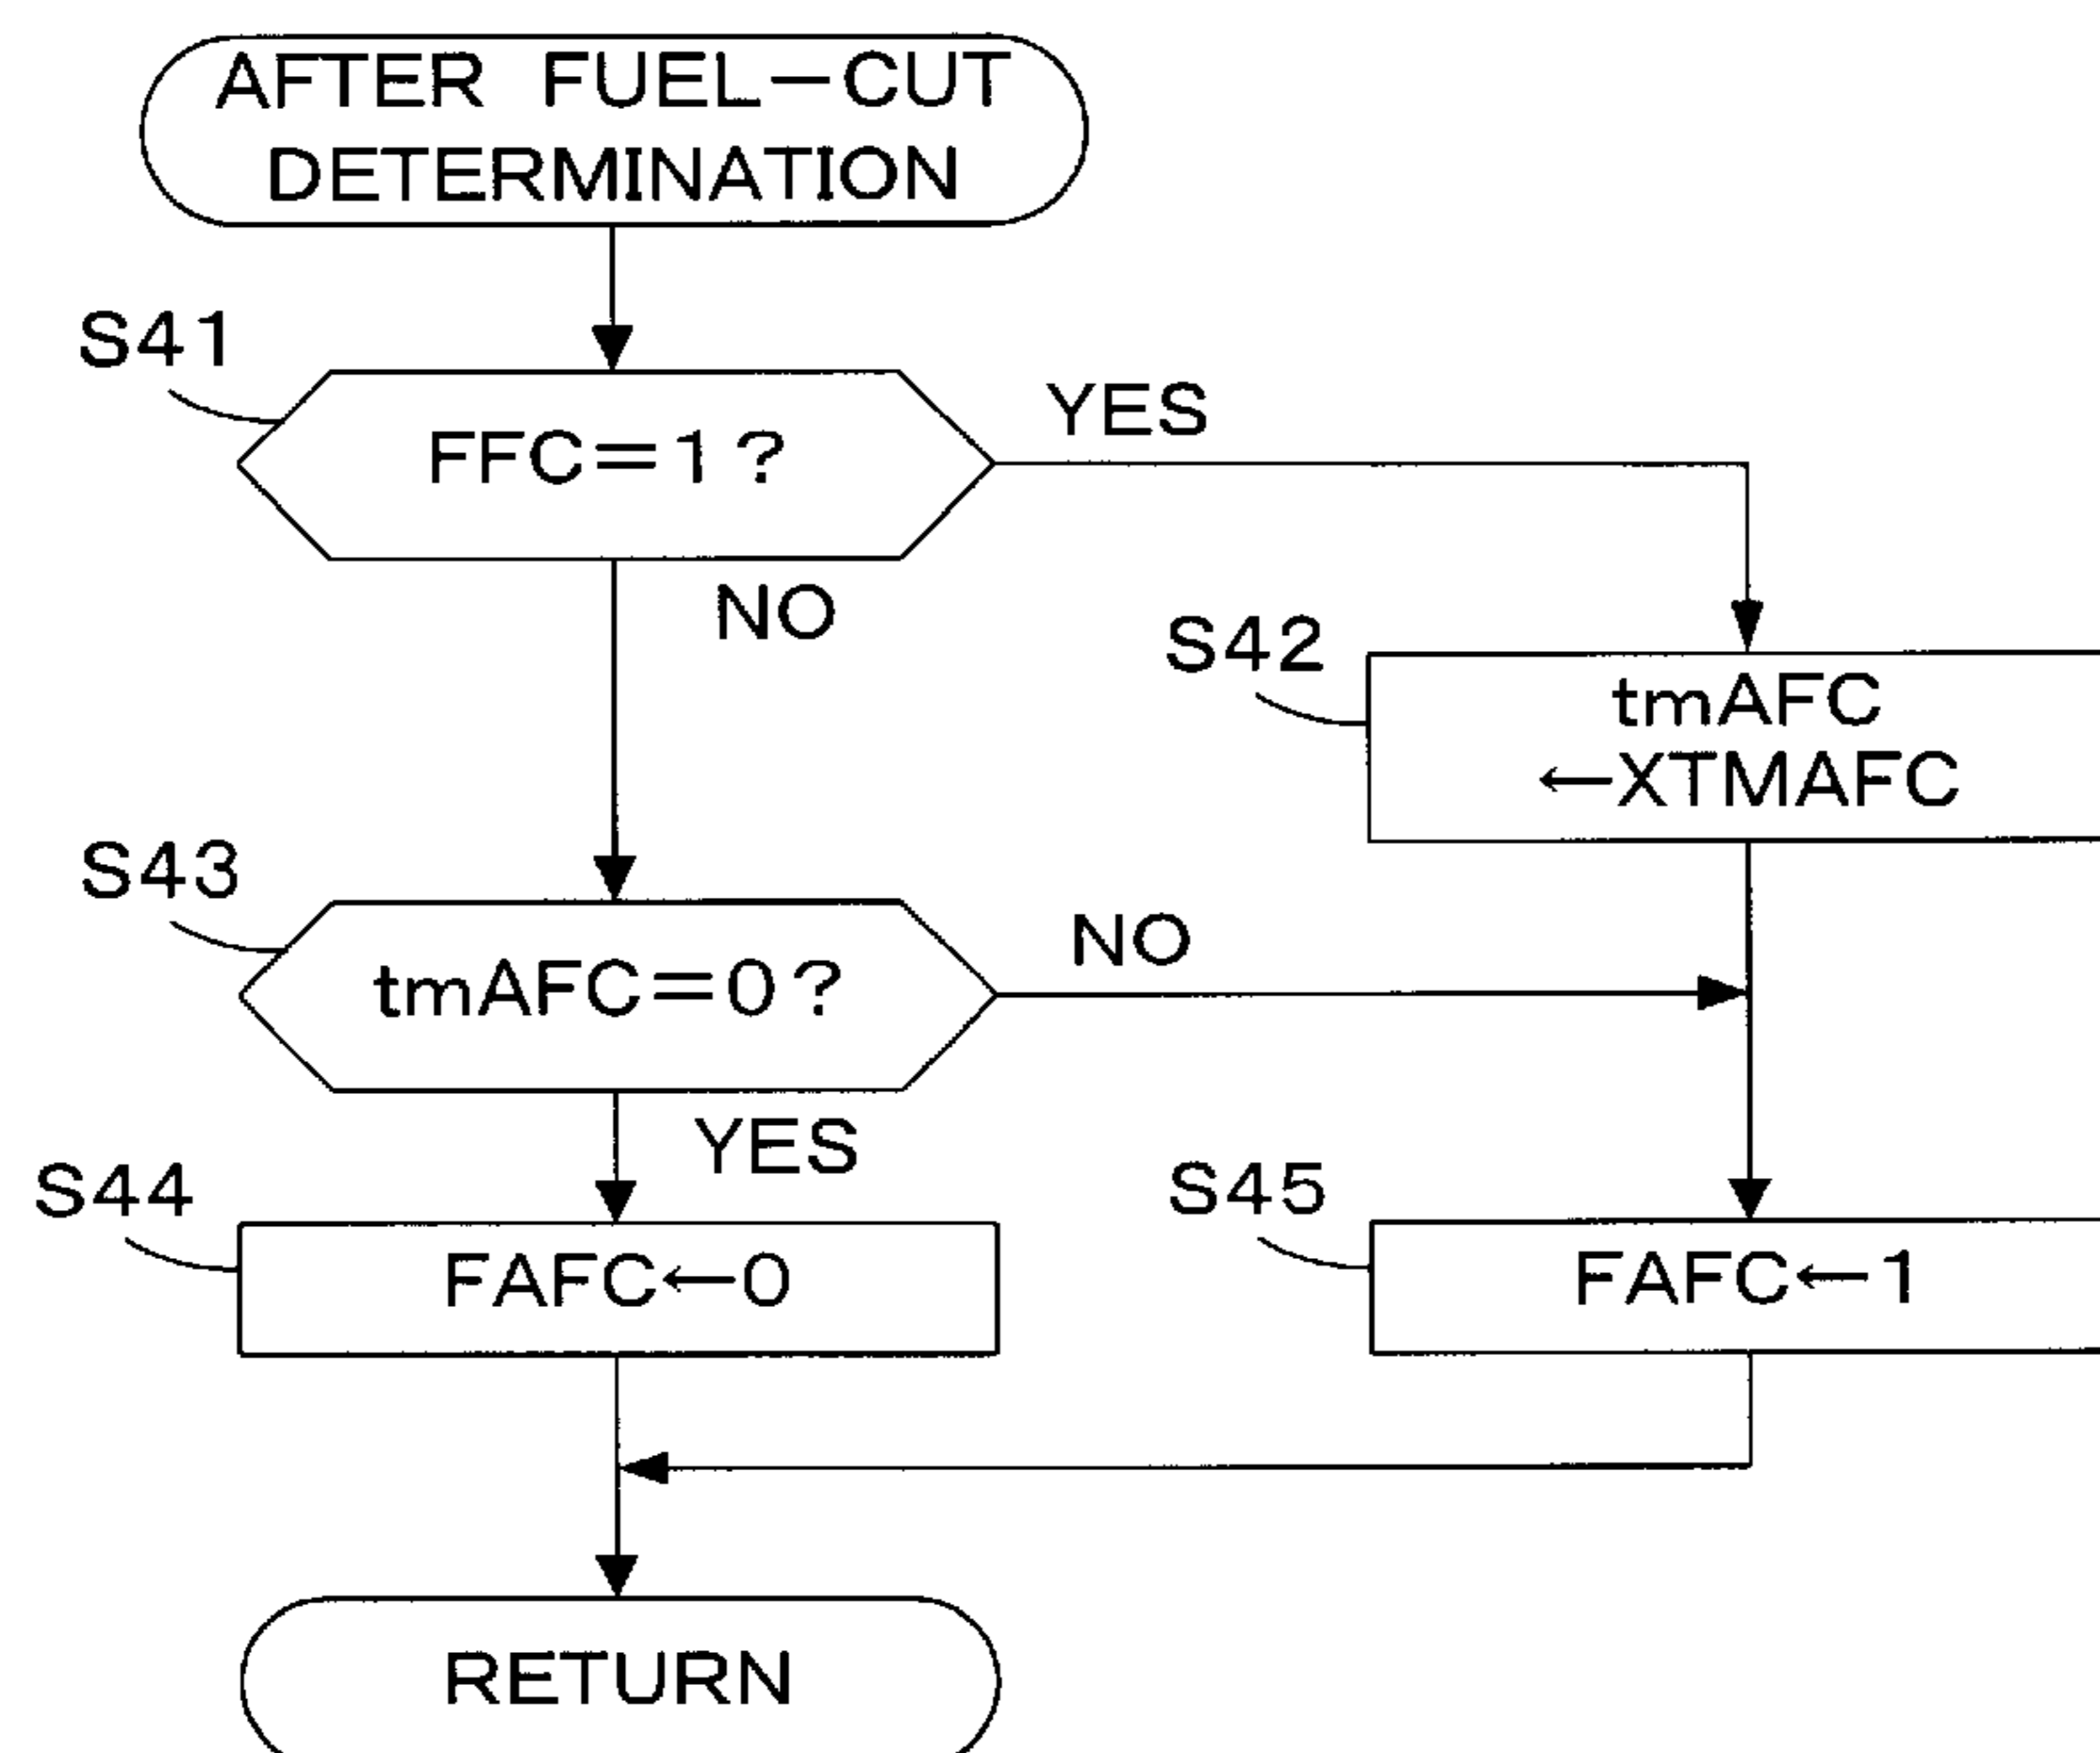 AFTER FUEL-CUT
DETERMINATION
S41
FFC=1?
YES
NO
S42
tmAFC
←XTMAFC
S43
tmAFC=0?
NO
YES
S44
FAFC←0
S45
FAFC←1
RETURN